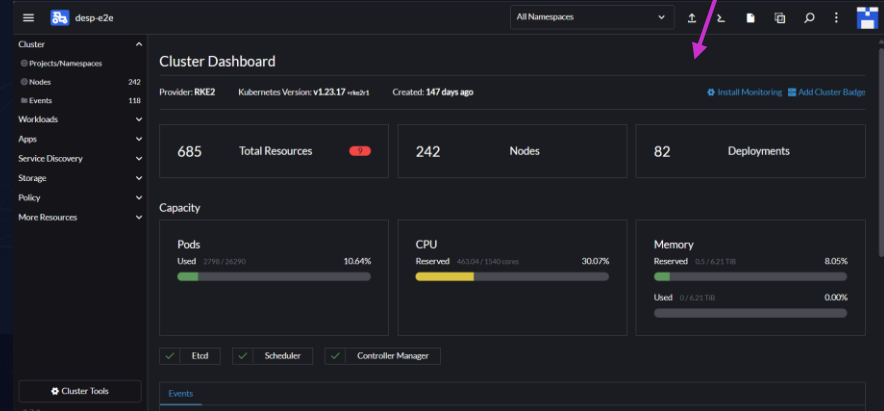 desp-e2e
All Namespaces
Cluster
Projects/Namespaces
Nodes 242
Events 118
Workloads
Apps
Service Discovery
Storage
Policy
More Resources
Cluster Tools
Cluster Dashboard
Provider: RKE2 Kubernetes Version: v1.23.17 +rke2r1 Created: 147 days ago
Install Monitoring Add Cluster Badge
685 Total Resources 9
242 Nodes
82 Deployments
Capacity
Pods
Used 2798 / 26290 10.64%
CPU
Reserved 463.04 / 1540 cores 30.07%
Memory
Reserved 0.5 / 6.21 TiB 8.05%
Used 0 / 6.21 TiB 0.00%
Etcd
Scheduler
Controller Manager
Events